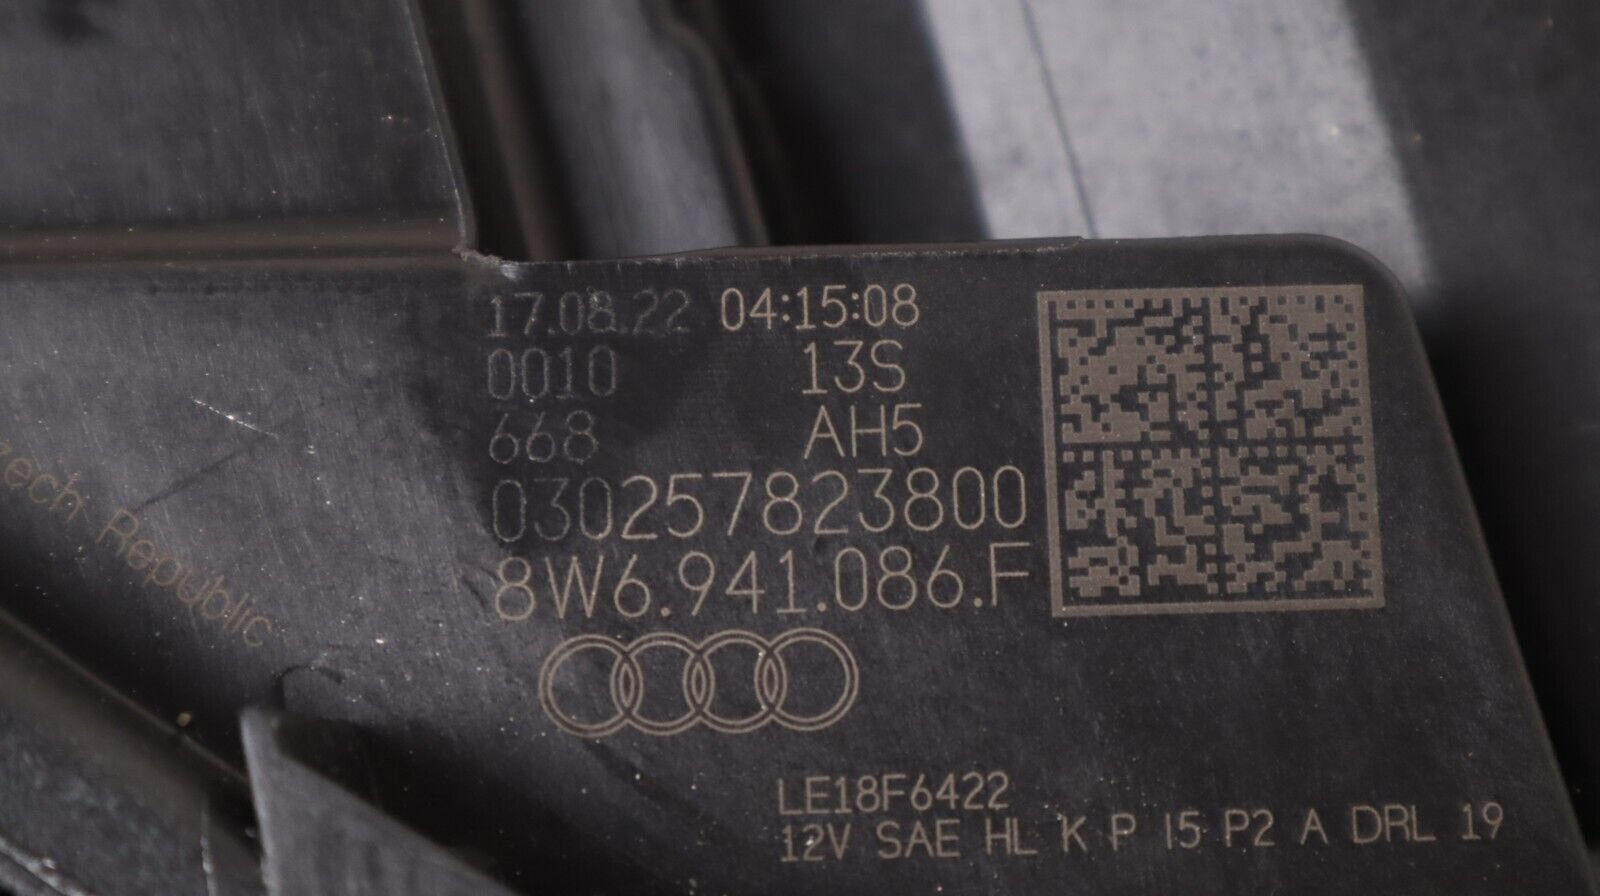 17.08.22 04:15:08
0010 13S
668 AH5
030257823800
8W6.941.086.F
Republic
LE18F6422
12V SAE HL K P I5 P2 A DRL 19